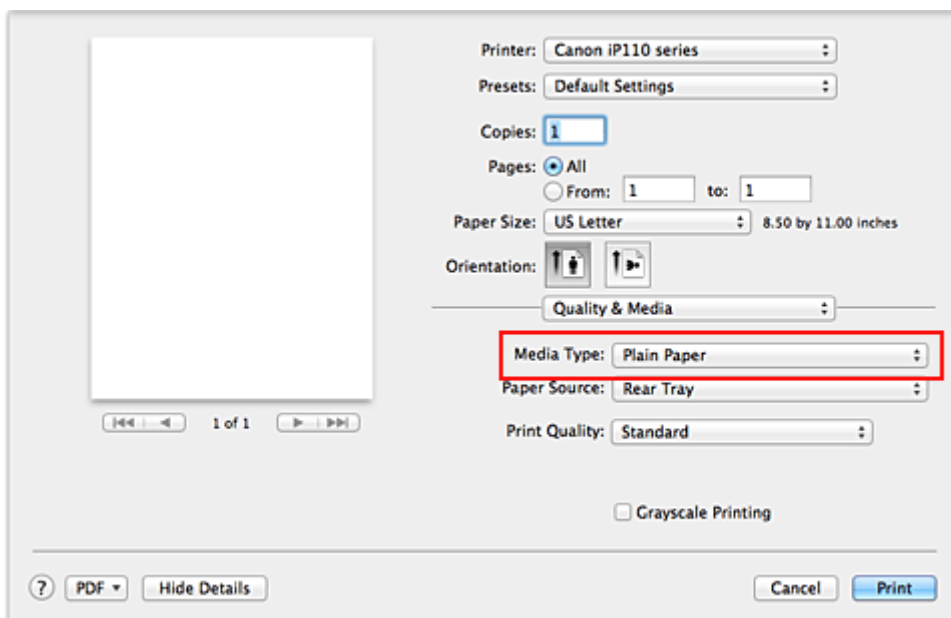 Printer: Canon iP110 series
Presets: Default Settings
Copies: 1
Pages: All
From: 1 to: 1
Paper Size: US Letter 8.50 by 11.00 inches
Orientation:
Quality & Media
Media Type: Plain Paper
Paper Source: Rear Tray
1 of 1
Print Quality: Standard
Grayscale Printing
? PDF Hide Details Cancel Print